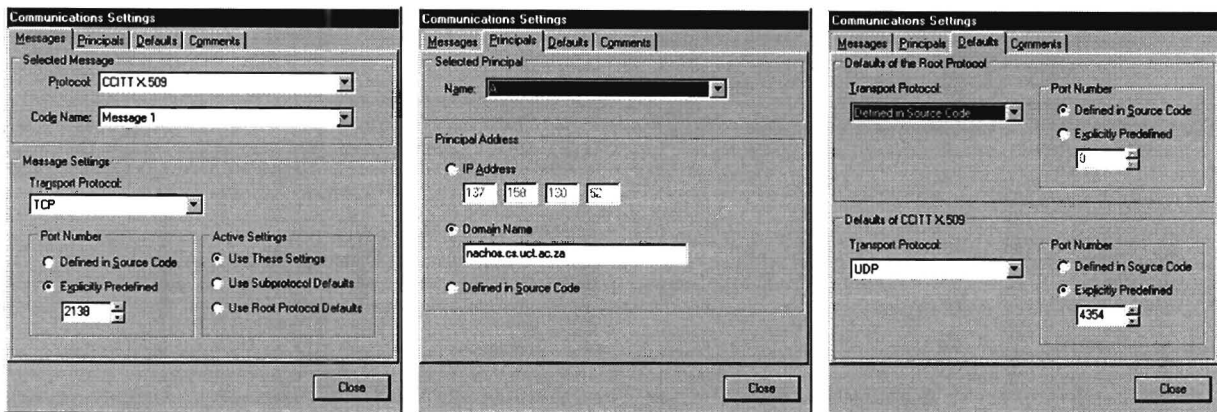 Communications Settings
Messages Principals Defaults Comments
Selected Message
Protocol: CCITT X.509
Code Name: Message 1
Message Settings
Transport Protocol:
TCP
Port Number
Defined in Source Code
Explicitly Predefined
2138
Active Settings
Use These Settings
Use Subprotocol Defaults
Use Root Protocol Defaults
Close
Communications Settings
Messages Principals Defaults Comments
Selected Principal
Name: A
Principal Address
IP Address
137 158 130 52
Domain Name
nachos.cs.uct.ac.za
Defined in Source Code
Close
Communications Settings
Messages Principals Defaults Comments
Defaults of the Root Protocol
Transport Protocol:
Defined in Source Code
Port Number
Defined in Source Code
Explicitly Predefined
0
Defaults of CCITT X.509
Transport Protocol:
UDP
Port Number
Defined in Source Code
Explicitly Predefined
4354
Close